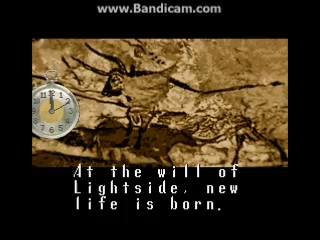 www.Bandicam.com
At the will of
Lightside, new
life is born.